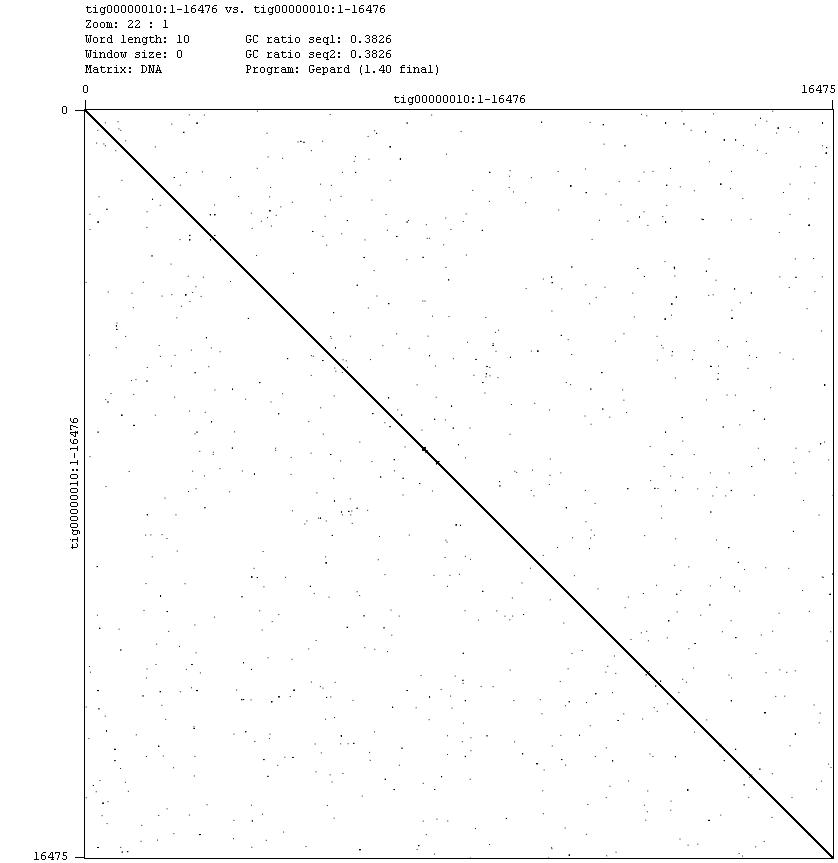 tig00000010:1-16476 vs. tig00000010:1-16476
Zoom: 22 : 1
Word length: 10 GC ratio seq1: 0.3826
Window size: 0 GC ratio seq2: 0.3826
Matrix: DNA Program: Gepard (1.40 final)
0 16475
tig00000010:1-16476
0
tig00000010:1-16476
16475